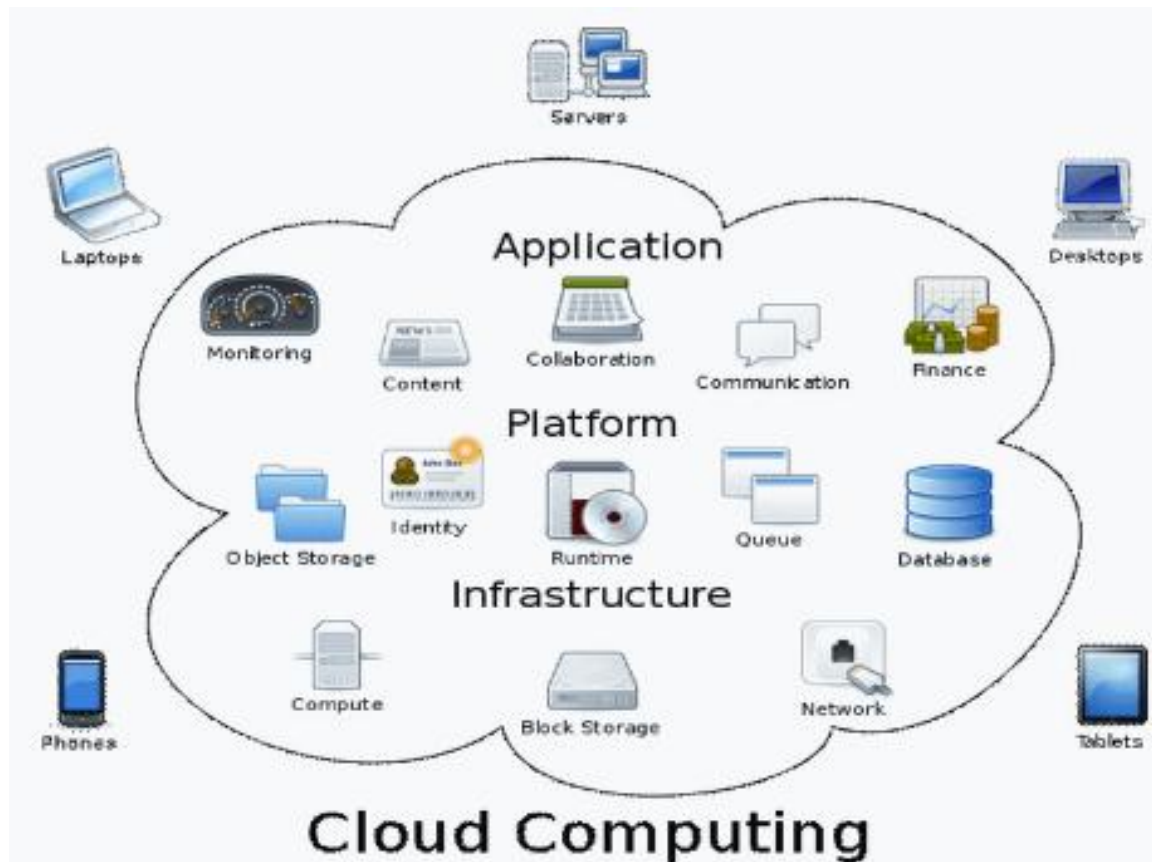 Servers
Laptops
Desktops
Application
Monitoring
NEWS
Content
Collaboration
Communication
Finance
Platform
Object Storage
Identity
Runtime
Queue
Database
Infrastructure
Compute
Block Storage
Network
Phones
Tablets
Cloud Computing